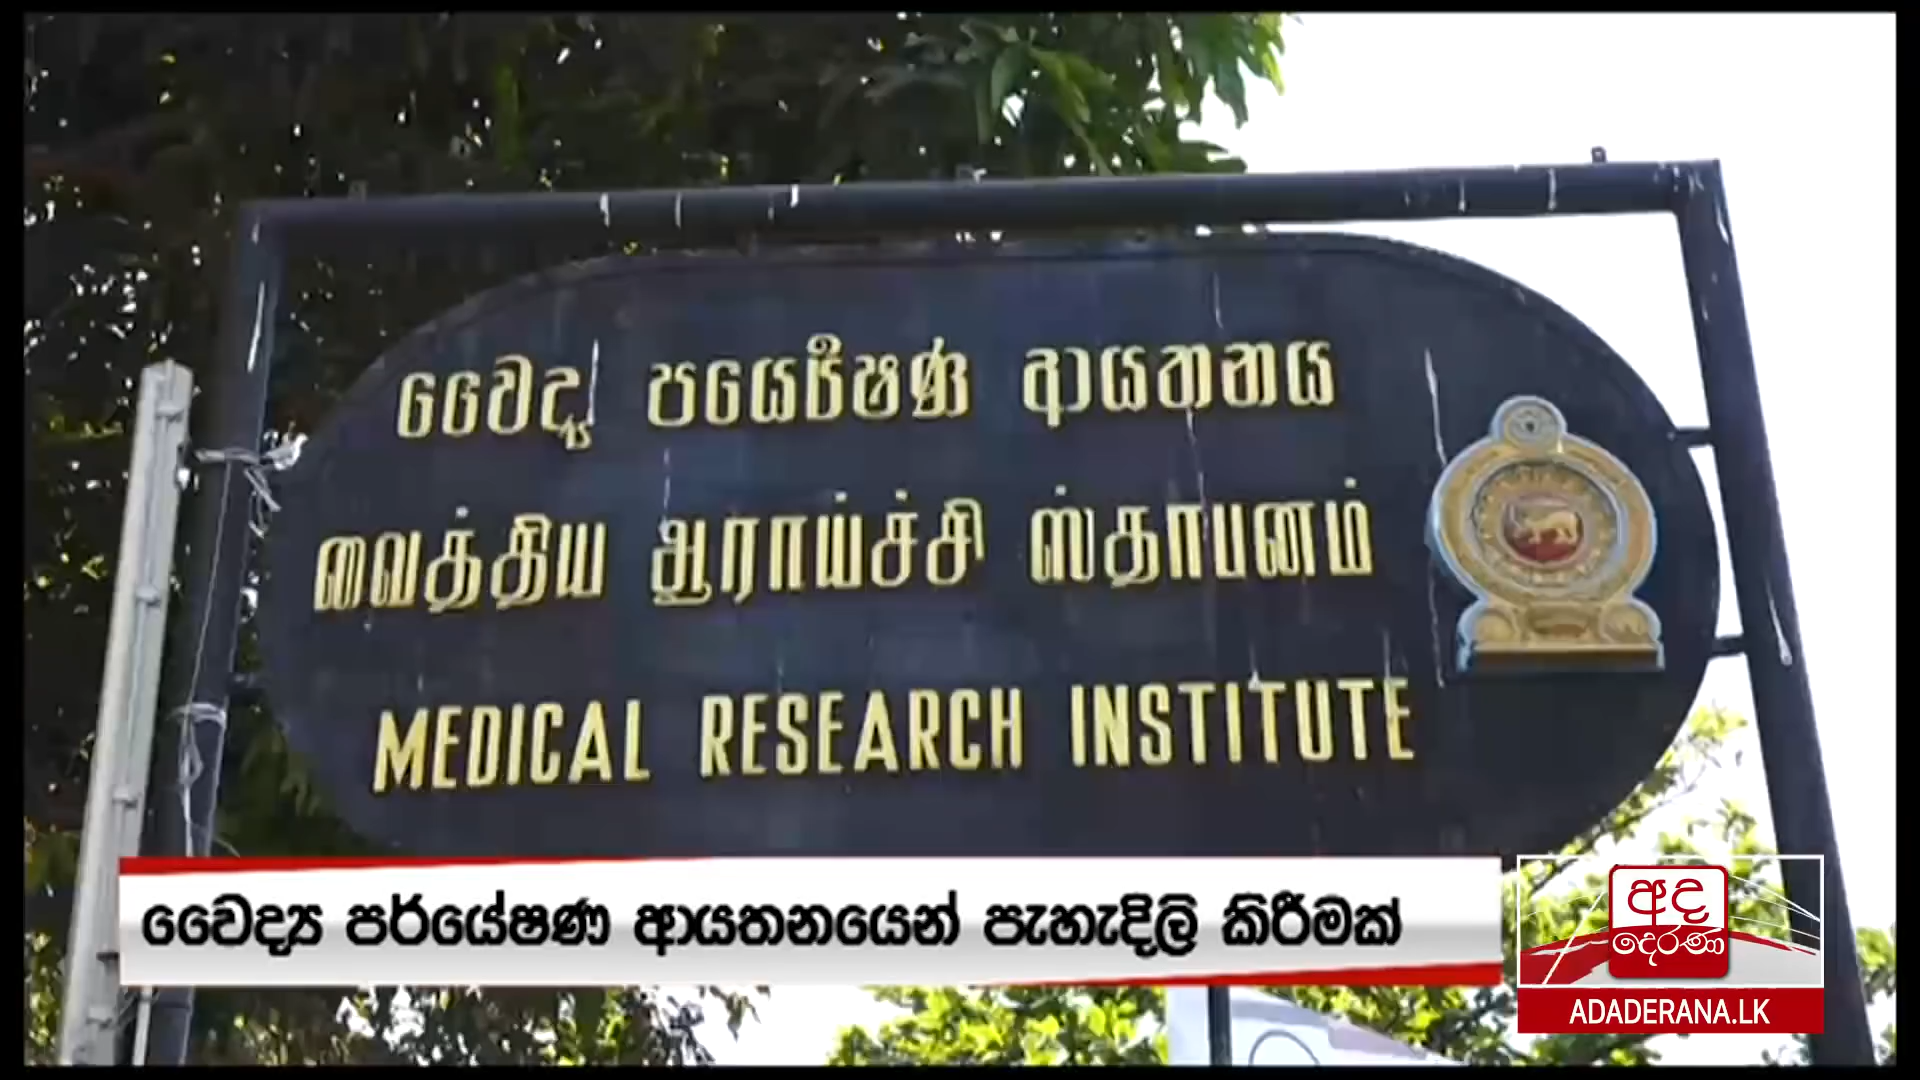 වෛද්‍ය පර්යේෂණ ආයතනය
வைத்திய ஆராய்ச்சி ஸ்தாபனம்
MEDICAL RESEARCH INSTITUTE
වෛද්‍ය පර්යේෂණ ආයතනයෙන් පැහැදිලි කිරීමක්
අද
දෙරණ
ADADERANA.LK